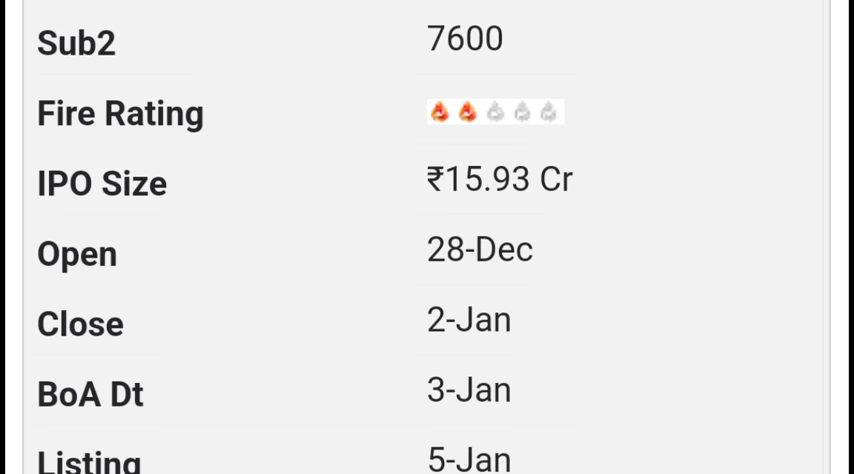 Sub2 7600
Fire Rating
IPO Size ₹15.93 Cr
Open 28-Dec
Close 2-Jan
BoA Dt 3-Jan
Listing 5-Jan